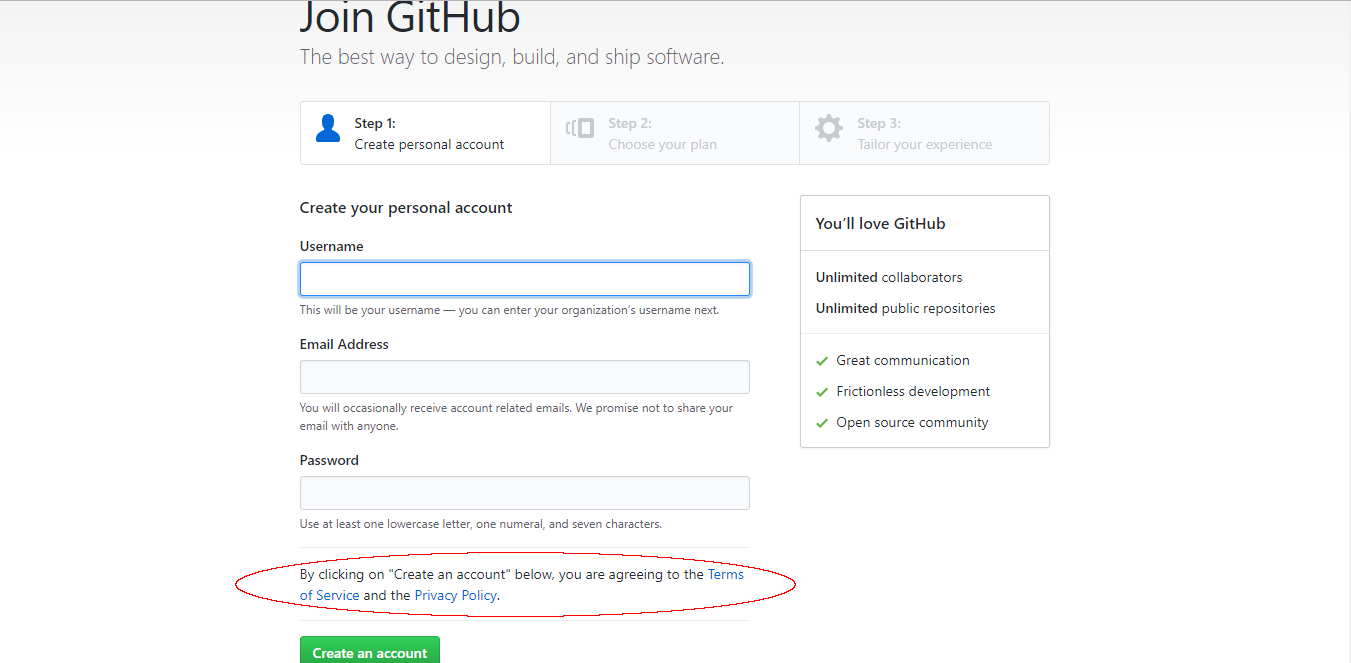 Join GitHub
The best way to design, build, and ship software.
Step 1:
Create personal account
Step 2:
Choose your plan
Step 3:
Tailor your experience
Create your personal account
Username
This will be your username — you can enter your organization’s username next.
Email Address
You will occasionally receive account related emails. We promise not to share your
email with anyone.
Password
Use at least one lowercase letter, one numeral, and seven characters.
By clicking on "Create an account" below, you are agreeing to the Terms
of Service and the Privacy Policy.
Create an account
You’ll love GitHub
Unlimited collaborators
Unlimited public repositories
Great communication
Frictionless development
Open source community